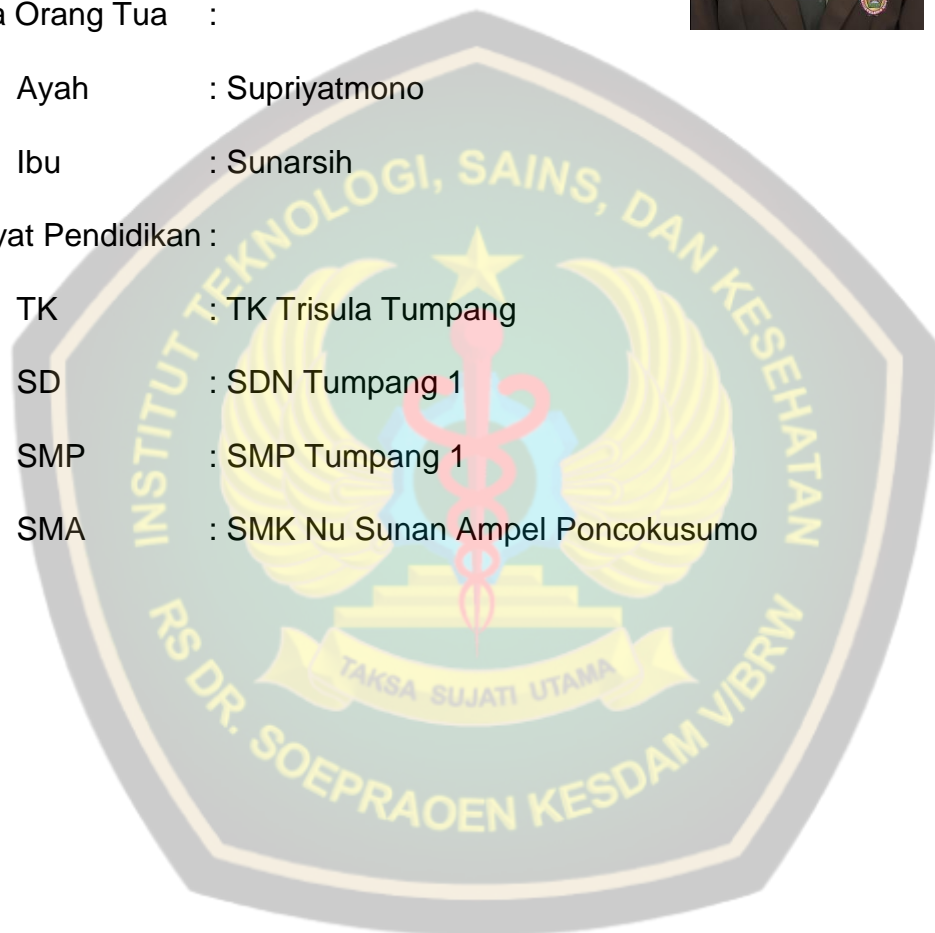 a Orang Tua :
Ayah : Supriyatmono
Ibu : Sunarsih
yat Pendidikan :
TK : TK Trisula Tumpang
SD : SDN Tumpang 1
SMP : SMP Tumpang 1
SMA : SMK Nu Sunan Ampel Poncokusumo
INSTITUT TEKNOLOGI, SAINS, DAN KESEHATAN
TAKSA SUJATI UTAMA
RS DR. SOEPRAOEN KESDAM V/BRW